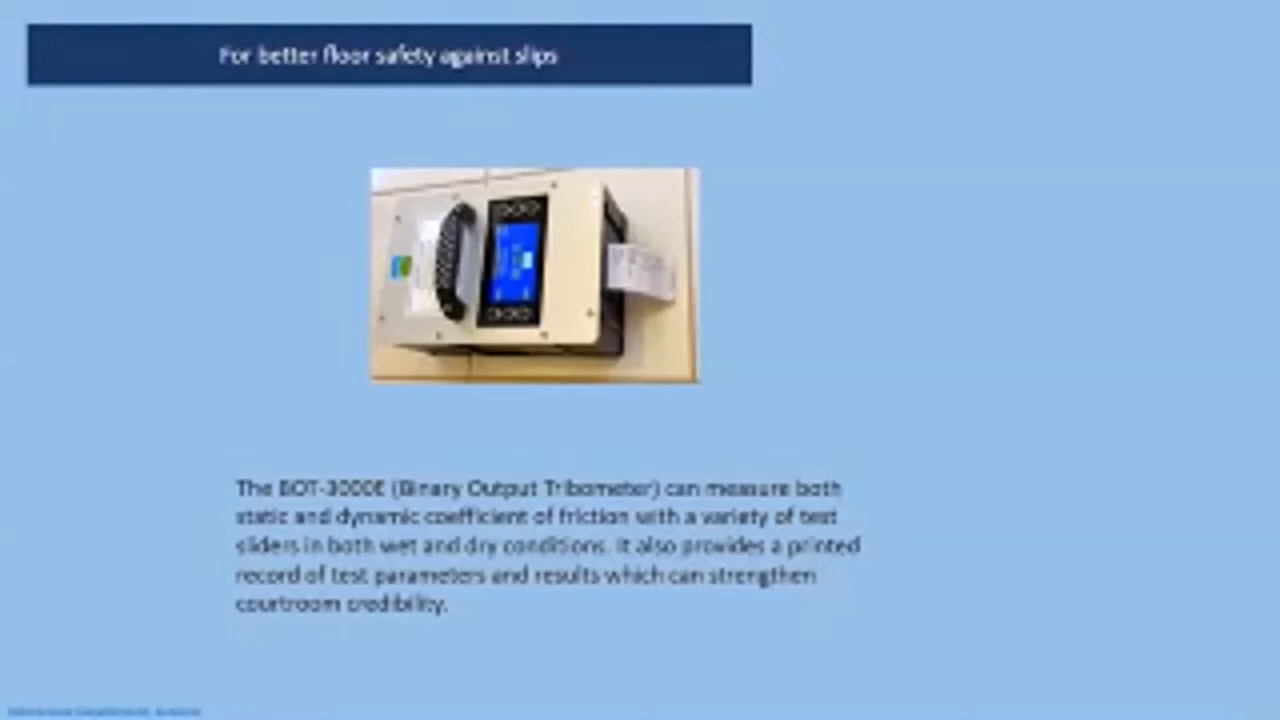 For better floor safety against slips
The BOT-3000E (Binary Output Tribometer) can measure both
static and dynamic coefficient of friction with a variety of test
sliders in both wet and dry conditions. It also provides a printed
record of test parameters and results which can strengthen
courtroom credibility.